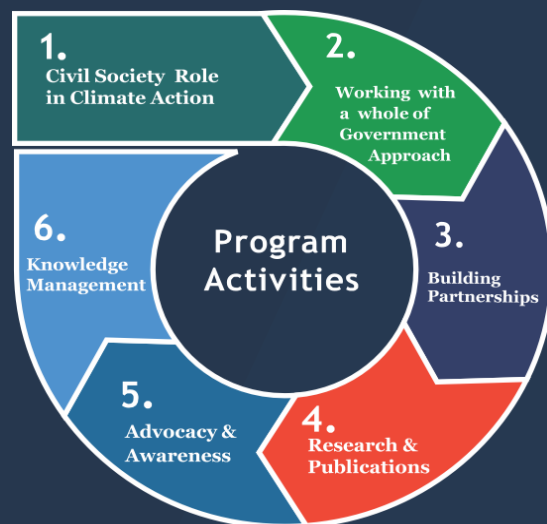 1.
Civil Society Role
in Climate Action
2.
Working with
a whole of
Government
Approach
3.
Building
Partnerships
4.
Research &
Publications
5.
Advocacy &
Awareness
6.
Knowledge
Management
Program
Activities